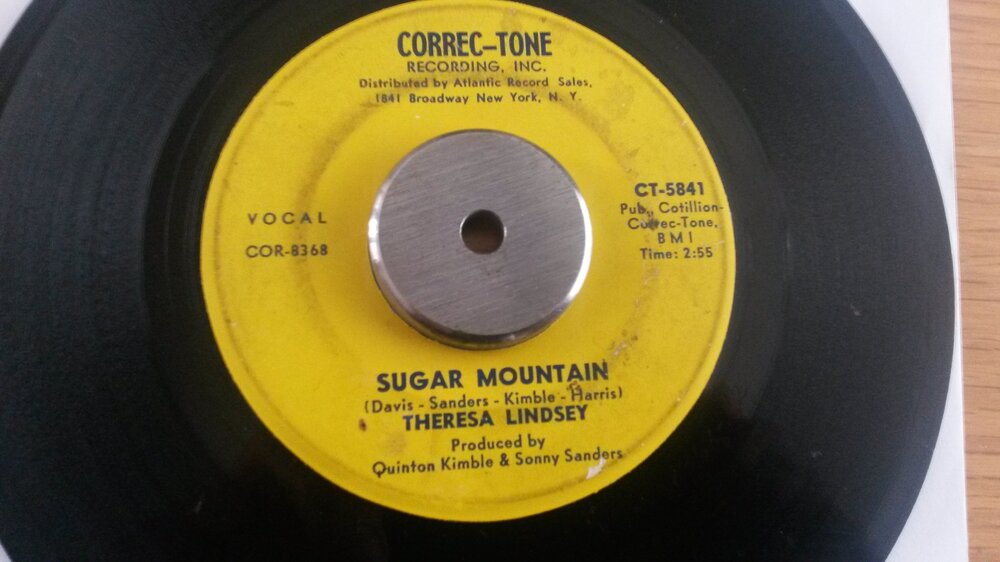 CORREC-TONE
RECORDING, INC.
Distributed by Atlantic Record Sales,
1841 Broadway New York, N. Y.
VOCAL
COR-8368
CT-5841
Pub., Cotillion-
Correc-Tone,
BMI
Time: 2:55
SUGAR MOUNTAIN
(Davis - Sanders - Kimble - Harris)
THERESA LINDSEY
Produced by
Quinton Kimble & Sonny Sanders